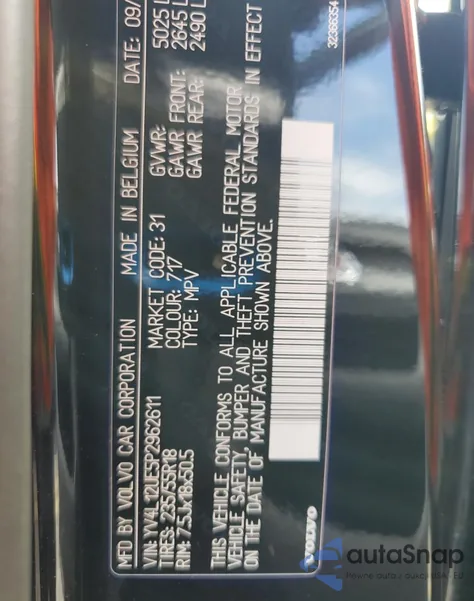 MFD BY VOLVO CAR CORPORATION MADE IN BELGIUM DATE: 09/
VIN: YV4L12UE5P2962611 MARKET CODE: 31 GVWR: 5025 L
TIRES: 235/55R18 COLOUR: 717 GAWR FRONT: 2645 L
RIM: 7.5Jx18x50.5 TYPE: MPV GAWR REAR: 2490 L
THIS VEHICLE CONFORMS TO ALL APPLICABLE FEDERAL MOTOR
VEHICLE SAFETY, BUMPER AND THEFT PREVENTION STANDARDS IN EFFECT
ON THE DATE OF MANUFACTURE SHOWN ABOVE.
VOLVO
32368354
autoSnap